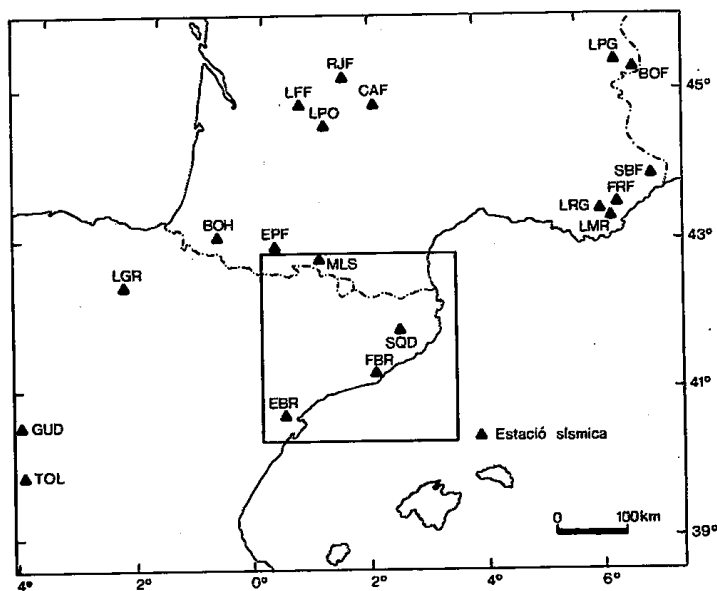 LPG
BOF
RJF
LFF
CAF
LPO
45°
SBF
FRF
LRG
LMR
BOH
EPF
43°
MLS
LGR
SQD
FBR
41°
EBR
GUD
Estació sísmica
TOL
0 100km
39°
4° 2° 0° 2° 4° 6°